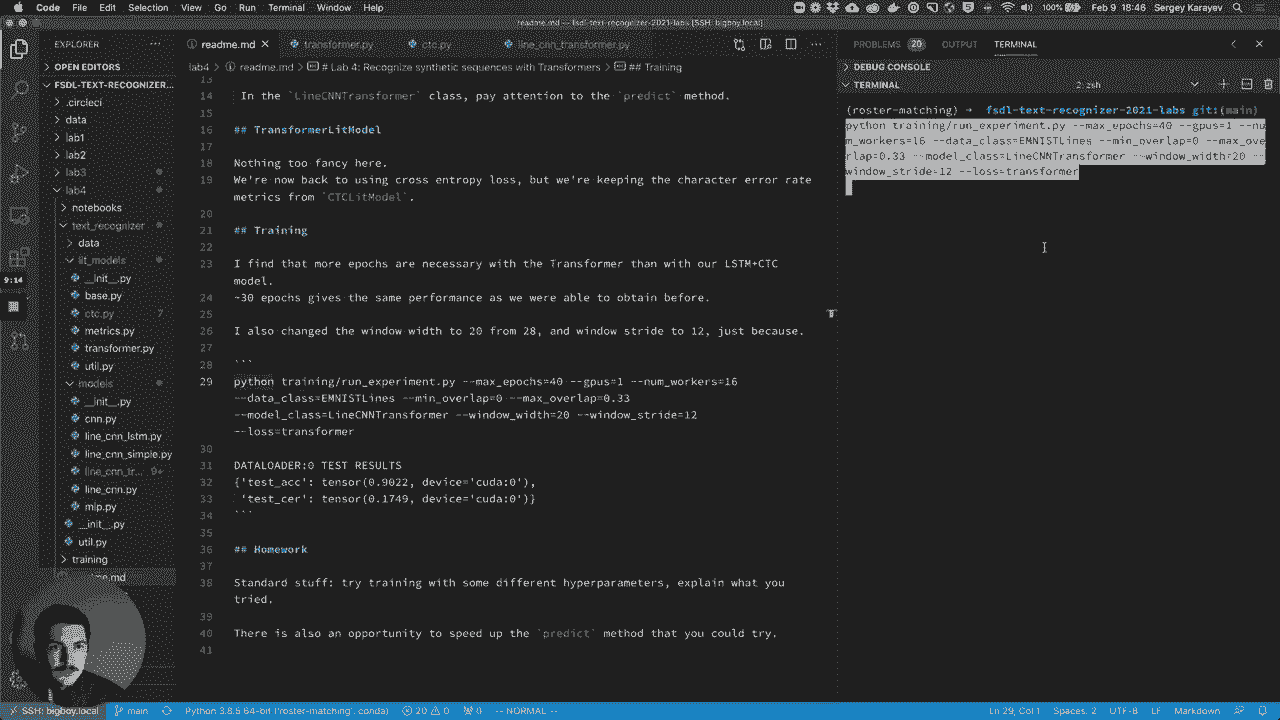 Code File Edit Selection View Go Run Terminal Window Help
100% Feb 9 18:46 Sergey Karayev
readme.md — fsdl-text-recognizer-2021-labs [SSH: bigboy.local]
EXPLORER
OPEN EDITORS
FSDL-TEXT-RECOGNIZER...
.circleci
data
lab1
lab2
lab3
lab4
notebooks
text_recognizer
data
lit_models
__init__.py
base.py
ctc.py 7
metrics.py
transformer.py
util.py
models
__init__.py
cnn.py
line_cnn_lstm.py
line_cnn_simple.py
line_cnn_tr... 9+
line_cnn.py
mlp.py
__init__.py
util.py
training
9:14
readme.md transformer.py ctc.py line_cnn_transformer.py
lab4 > readme.md > # Lab 4: Recognize synthetic sequences with Transformers > ## Training
13
14 In the `LineCNNTransformer` class, pay attention to the `predict` method.
15
16 ## TransformerLitModel
17
18 Nothing too fancy here.
19 We're now back to using cross entropy loss, but we're keeping the character error rate
metrics from `CTCLitModel`.
20
21 ## Training
22
23 I find that more epochs are necessary with the Transformer than with our LSTM+CTC
model.
24 ~30 epochs gives the same performance as we were able to obtain before.
25
26 I also changed the window width to 20 from 28, and window stride to 12, just because.
27
28 ```
29 python training/run_experiment.py --max_epochs=40 --gpus=1 --num_workers=16
--data_class=EMNISTLines --min_overlap=0 --max_overlap=0.33
--model_class=LineCNNTransformer --window_width=20 --window_stride=12
--loss=transformer
30
31 DATALOADER:0 TEST RESULTS
32 {'test_acc': tensor(0.9022, device='cuda:0'),
33 'test_cer': tensor(0.1749, device='cuda:0')}
34 ```
35
36 ## Homework
37
38 Standard stuff: try training with some different hyperparameters, explain what you
tried.
39
40 There is also an opportunity to speed up the `predict` method that you could try.
41
PROBLEMS 20 OUTPUT TERMINAL
DEBUG CONSOLE
TERMINAL 2: zsh
(roster-matching) → fsdl-text-recognizer-2021-labs git:(main)
python training/run_experiment.py --max_epochs=40 --gpus=1 --nu
m_workers=16 --data_class=EMNISTLines --min_overlap=0 --max_ove
rlap=0.33 --model_class=LineCNNTransformer --window_width=20 --
window_stride=12 --loss=transformer
SSH: bigboy.local main Python 3.8.5 64-bit ('roster-matching': conda) 20 0 0 -- NORMAL -- Ln 29, Col 1 Spaces: 2 UTF-8 LF Markdown